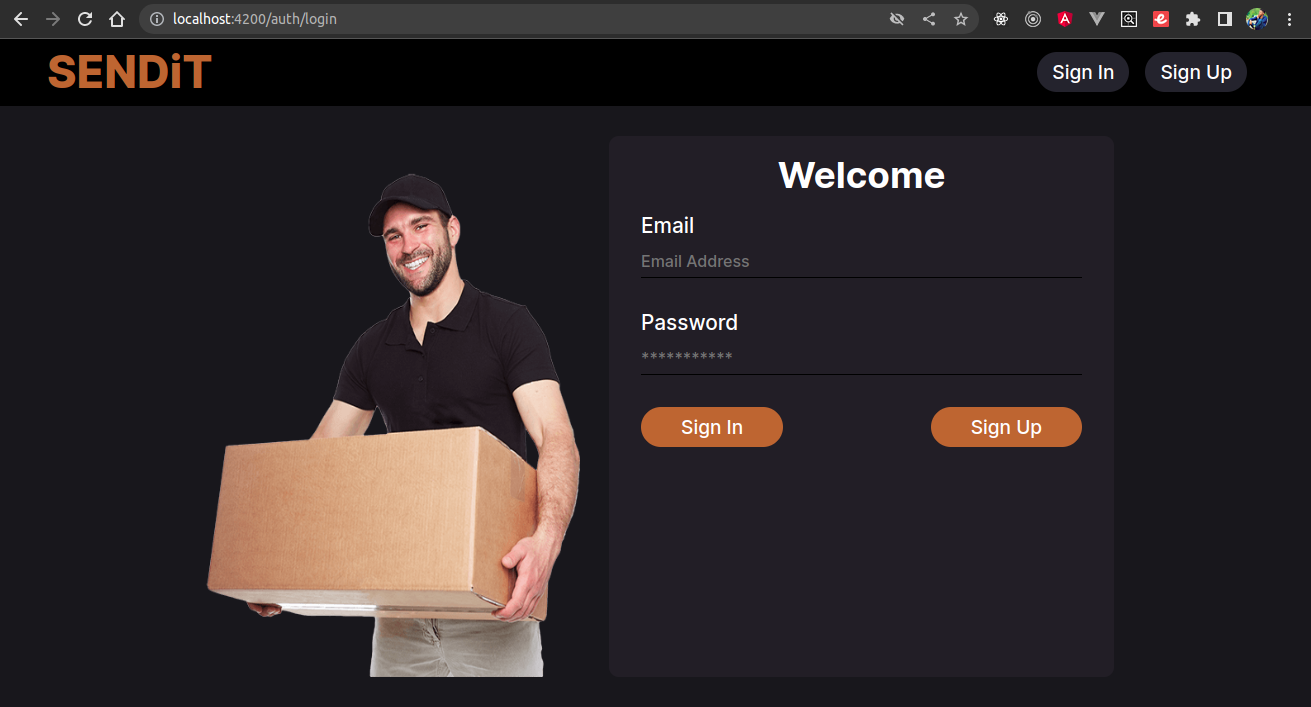 localhost:4200/auth/login
SENDiT
Sign In
Sign Up
Welcome
Email
Email Address
Password
***********
Sign In
Sign Up